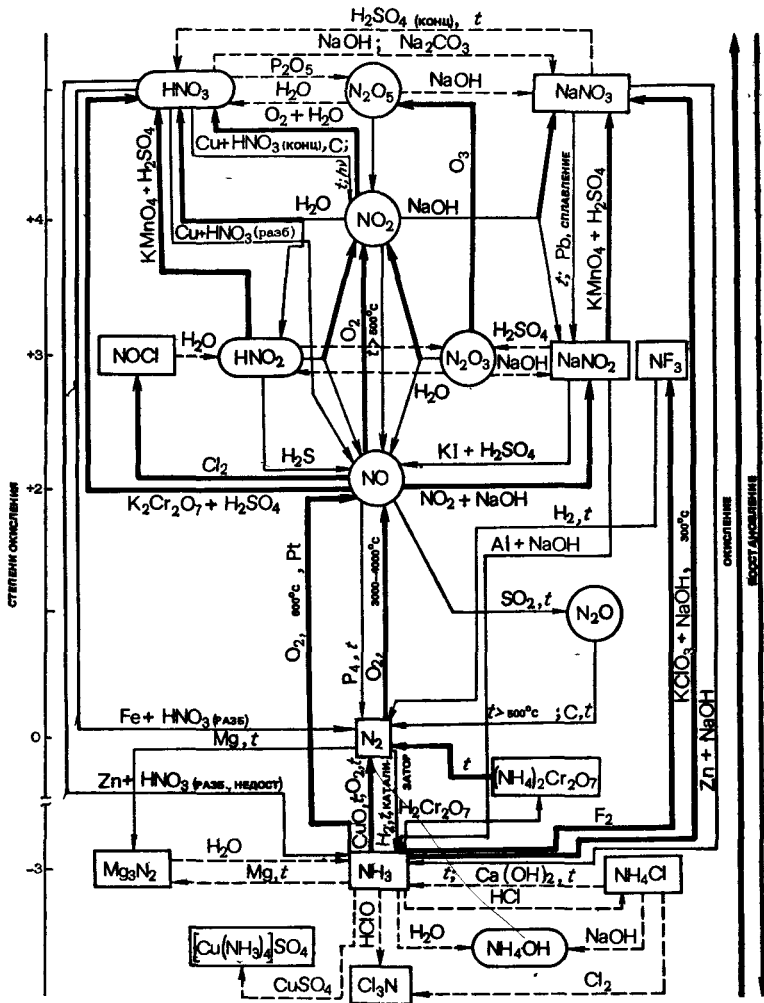 H₂SO₄ (КОНЦ), t
NaOH; Na₂CO₃
P₂O₅
HNO₃
N₂O₅
NaOH
NaNO₃
H₂O
O₂ + H₂O
Cu+HNO₃ (КОНЦ), C;
t; hν
O₃
KMnO₄ + H₂SO₄
H₂O
+4
NO₂
NaOH
Cu+HNO₃ (разб)
t; Pb, СПЛАВЛЕНИЕ
KMnO₄ + H₂SO₄
O₂
t > 500°C
H₂SO₄
NOCl
H₂O
+3
HNO₂
N₂O₃
NaNO₂
NF₃
NaOH
H₂O
H₂S
KI + H₂SO₄
Cl₂
NO
+2
K₂Cr₂O₇ + H₂SO₄
NO₂ + NaOH
H₂, t
Al + NaOH
СТЕПЕНИ ОКИСЛЕНИЯ
ОКИСЛЕНИЕ
ВОССТАНОВЛЕНИЕ
O₂, 800°C, Pt
P₄, t
O₂, 3000—4000°C
SO₂, t
N₂O
KClO₃ + NaOH, 300°C
Zn + NaOH
Fe + HNO₃ (РАЗБ)
t > 500°C ; C, t
0
N₂
Mg, t
t
(NH₄)₂Cr₂O₇
Zn + HNO₃ (РАЗБ., НЕДОСТ)
CuO, t; O₂, t
H₂, t, КАТАЛИ-
ЗАТОР
H₂Cr₂O₇
F₂
-3
Mg₃N₂
H₂O
Mg, t
NH₃
t; Ca(OH)₂, t
HCl
NH₄Cl
HClO
H₂O
NH₄OH
NaOH
[Cu(NH₃)₄]SO₄
CuSO₄
Cl₃N
Cl₂